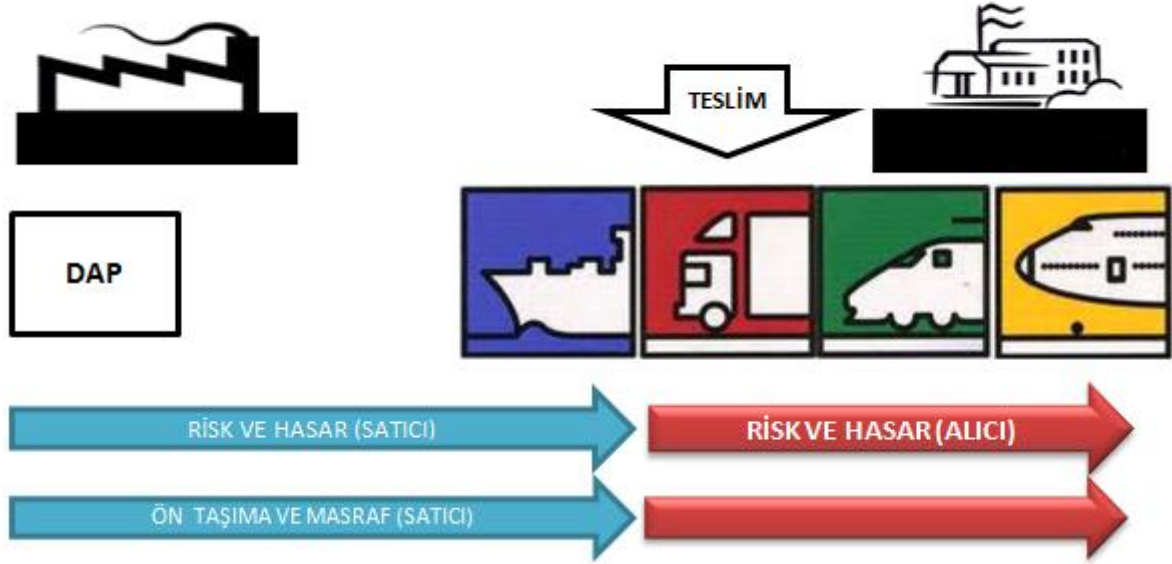 TESLİM
DAP
RİSK VE HASAR (SATICI)
RİSK VE HASAR (ALICI)
ÖN TAŞIMA VE MASRAF (SATICI)